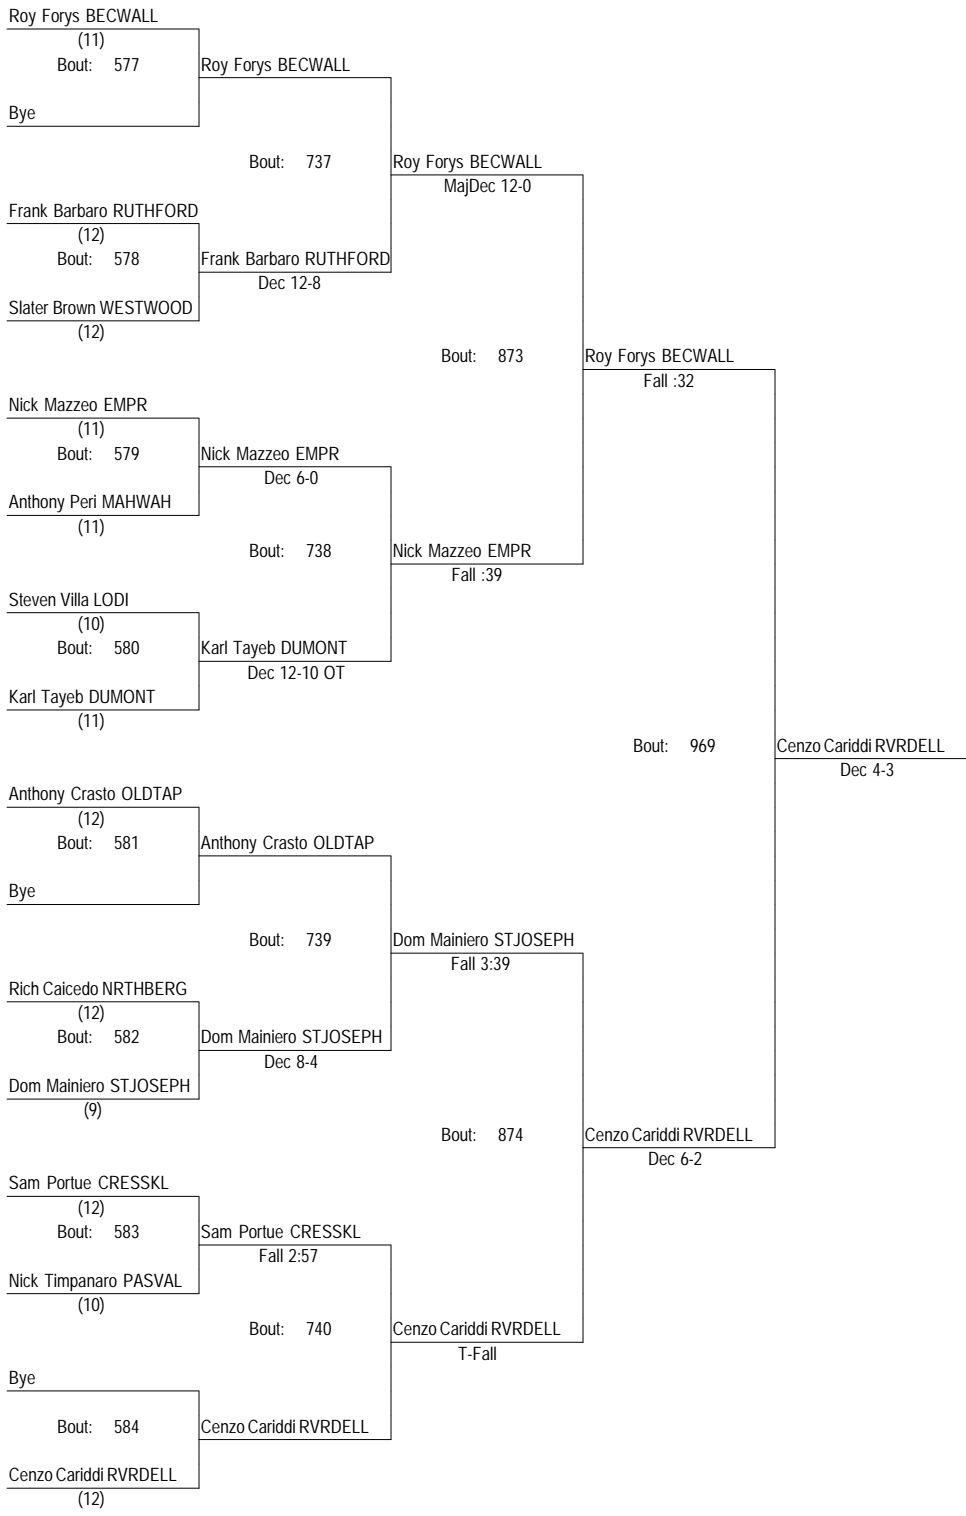 Roy Forys BECWALL
(11)
Bout: 577
Roy Forys BECWALL
Bye
Bout: 737
Roy Forys BECWALL
MajDec 12-0
Frank Barbaro RUTHFORD
(12)
Bout: 578
Frank Barbaro RUTHFORD
Dec 12-8
Slater Brown WESTWOOD
(12)
Bout: 873
Roy Forys BECWALL
Fall :32
Nick Mazzeo EMPR
(11)
Bout: 579
Nick Mazzeo EMPR
Dec 6-0
Anthony Peri MAHWAH
(11)
Bout: 738
Nick Mazzeo EMPR
Fall :39
Steven Villa LODI
(10)
Bout: 580
Karl Tayeb DUMONT
Dec 12-10 OT
Karl Tayeb DUMONT
(11)
Bout: 969
Cenzo Cariddi RVRDELL
Dec 4-3
Anthony Crasto OLDTAP
(12)
Bout: 581
Anthony Crasto OLDTAP
Bye
Bout: 739
Dom Mainiero STJOSEPH
Fall 3:39
Rich Caicedo NRTHBERG
(12)
Bout: 582
Dom Mainiero STJOSEPH
Dec 8-4
Dom Mainiero STJOSEPH
(9)
Bout: 874
Cenzo Cariddi RVRDELL
Dec 6-2
Sam Portue CRESSKL
(12)
Bout: 583
Sam Portue CRESSKL
Fall 2:57
Nick Timpanaro PASVAL
(10)
Bout: 740
Cenzo Cariddi RVRDELL
T-Fall
Bye
Bout: 584
Cenzo Cariddi RVRDELL
Cenzo Cariddi RVRDELL
(12)